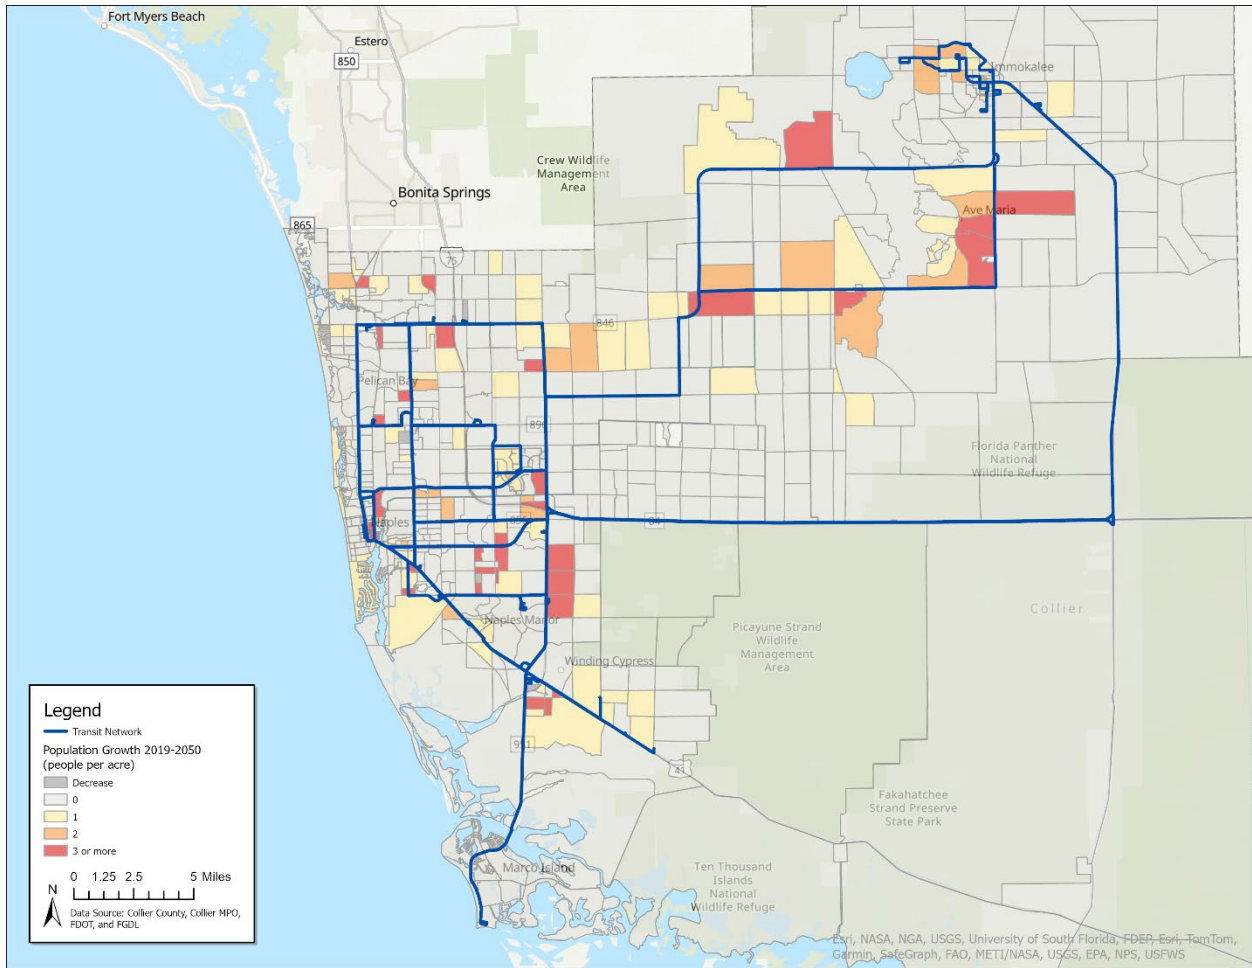 Fort Myers Beach
Estero
850
Immokalee
Crew Wildlife
Management
Area
Bonita Springs
865
Ave Maria
75
846
Pelican Bay
896
Florida Panther
National
Wildlife Refuge
Naples
856
84
Collier
Naples Manor
Picayune Strand
Wildlife
Management
Area
Winding Cypress
951
41
Fakahatchee
Strand Preserve
State Park
Marco Island
Ten Thousand
Islands
National
Wildlife Refuge
Legend
Transit Network
Population Growth 2019-2050
(people per acre)
Decrease
0
1
2
3 or more
0 1.25 2.5 5 Miles
N
Data Source: Collier County, Collier MPO,
FDOT, and FGDL
Esri, NASA, NGA, USGS, University of South Florida, FDEP, Esri, TomTom,
Garmin, SafeGraph, FAO, METI/NASA, USGS, EPA, NPS, USFWS